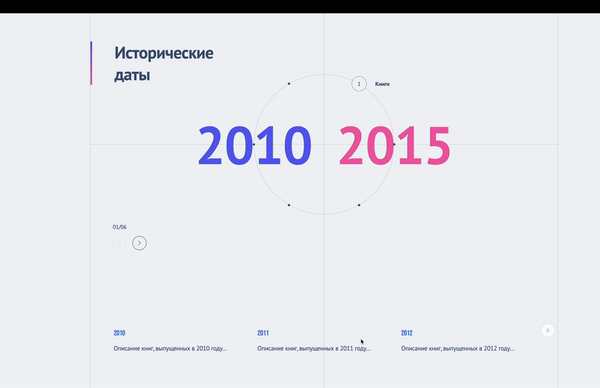 Исторические
даты
1 Книги
2010 2015
01/06
2010
2011
2012
Описание книг, выпущенных в 2010 году...
Описание книг, выпущенных в 2011 году...
Описание книг, выпущенных в 2012 году...